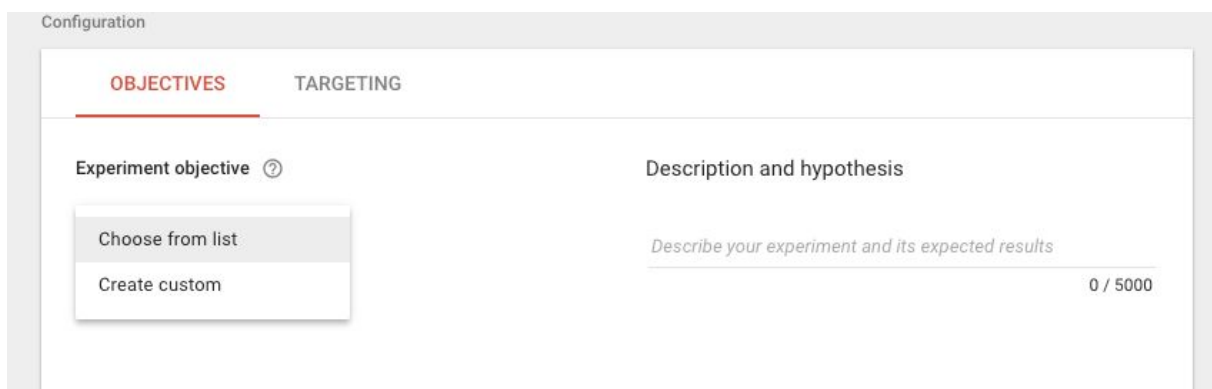 Configuration
OBJECTIVES TARGETING
Experiment objective
Description and hypothesis
Choose from list
Create custom
Describe your experiment and its expected results
0 / 5000